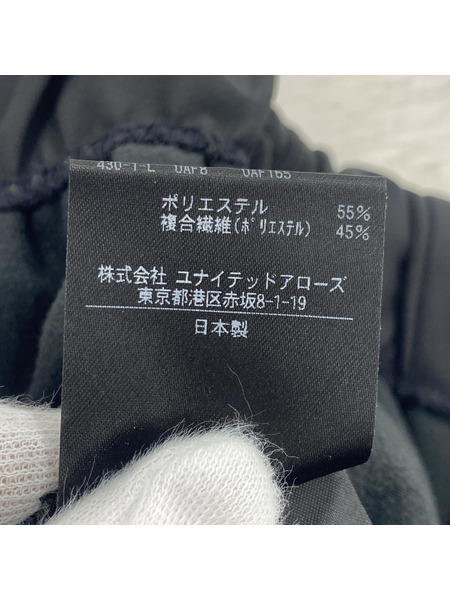 ポリエステル 55%
複合繊維(ポリエステル) 45%
株式会社 ユナイテッドアローズ
東京都港区赤坂8-1-19
日本製